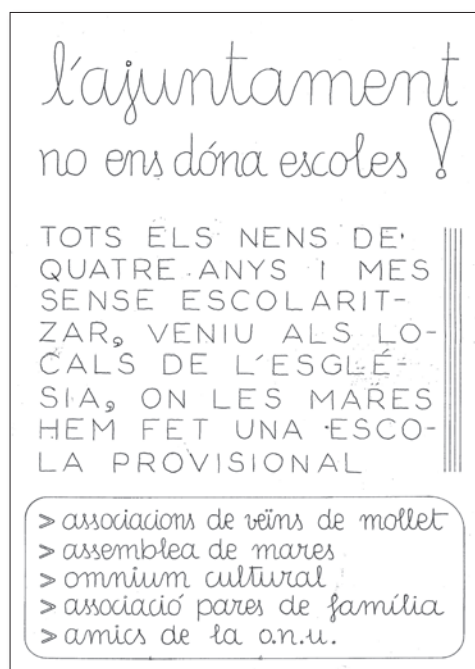 l'ajuntament
no ens dóna escoles!
TOTS ELS NENS DE
QUATRE ANYS I MES
SENSE ESCOLARIT-
ZAR, VENIU ALS LO-
CALS DE L'ESGLÉ-
SIA, ON LES MARES
HEM FET UNA ESCO-
LA PROVISIONAL
> associacions de veïns de mollet
> assemblea de mares
> omnium cultural
> associació pares de família
> amics de la o.n.u.